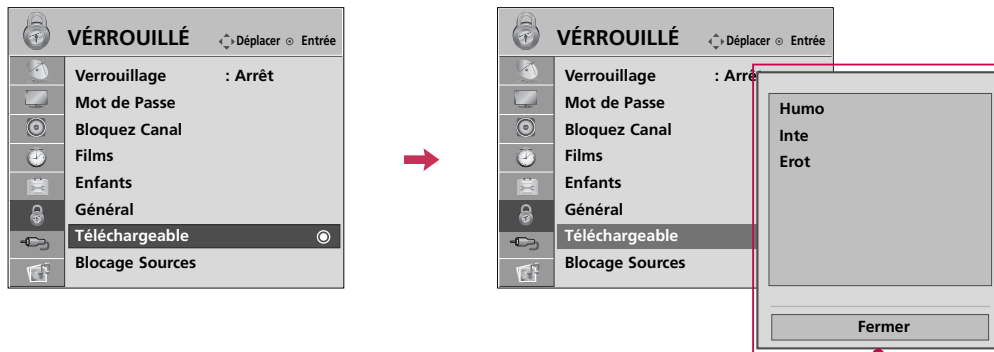 VÉRROUILLÉ Déplacer Entrée
Verrouillage : Arrêt
Mot de Passe
Bloquez Canal
Films
Enfants
Général
Téléchargeable
Blocage Sources
VÉRROUILLÉ Déplacer Entrée
Verrouillage : Arrê
Mot de Passe
Bloquez Canal
Films
Enfants
Général
Téléchargeable
Blocage Sources
Humo
Inte
Erot
Fermer